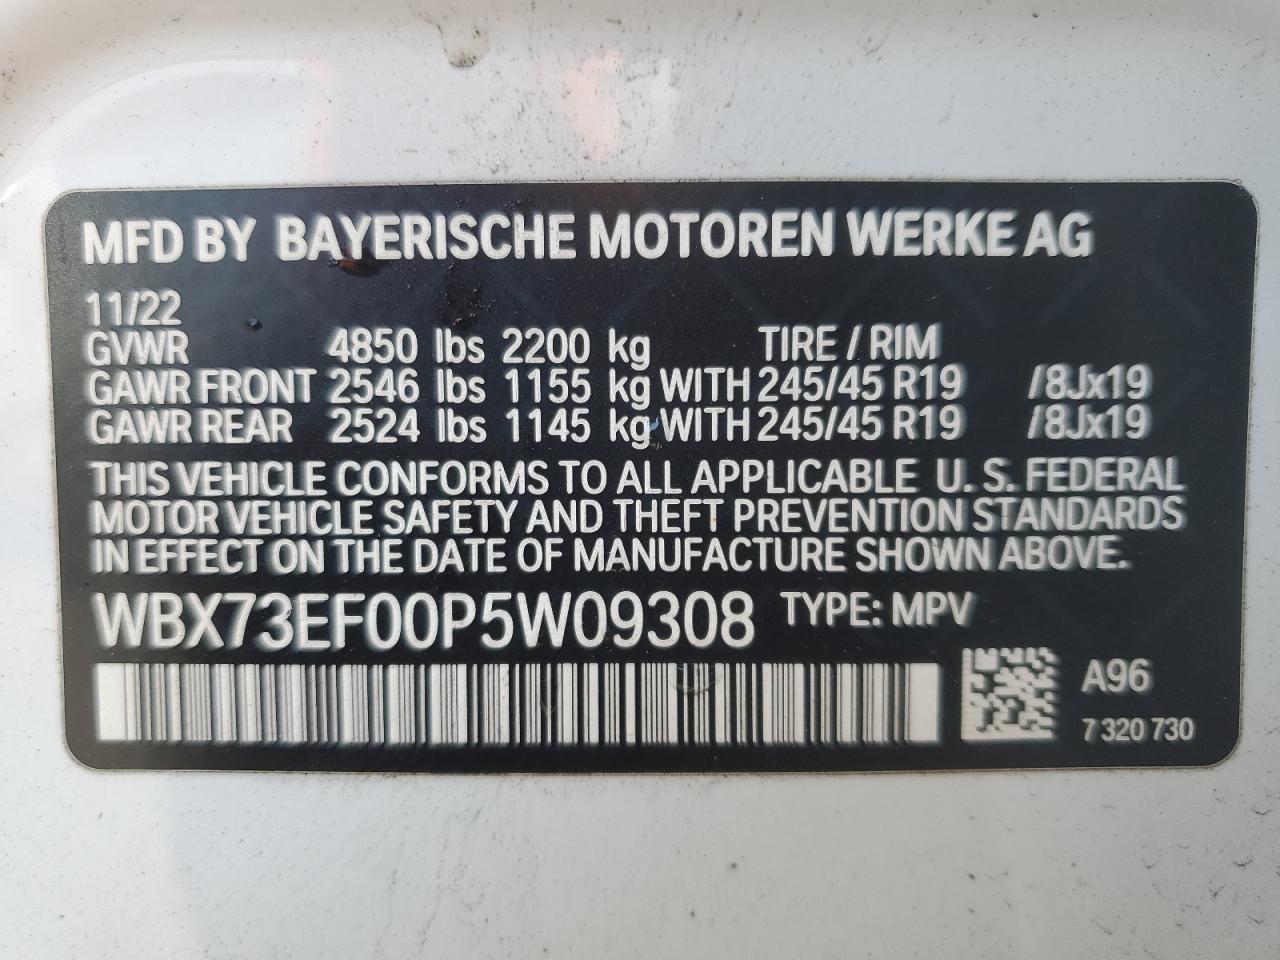 MFD BY BAYERISCHE MOTOREN WERKE AG
11/22
GVWR 4850 lbs 2200 kg TIRE / RIM
GAWR FRONT 2546 lbs 1155 kg WITH 245/45 R19 /8Jx19
GAWR REAR 2524 lbs 1145 kg WITH 245/45 R19 /8Jx19
THIS VEHICLE CONFORMS TO ALL APPLICABLE U. S. FEDERAL
MOTOR VEHICLE SAFETY AND THEFT PREVENTION STANDARDS
IN EFFECT ON THE DATE OF MANUFACTURE SHOWN ABOVE.
WBX73EF00P5W09308 TYPE: MPV
A96
7 320 730